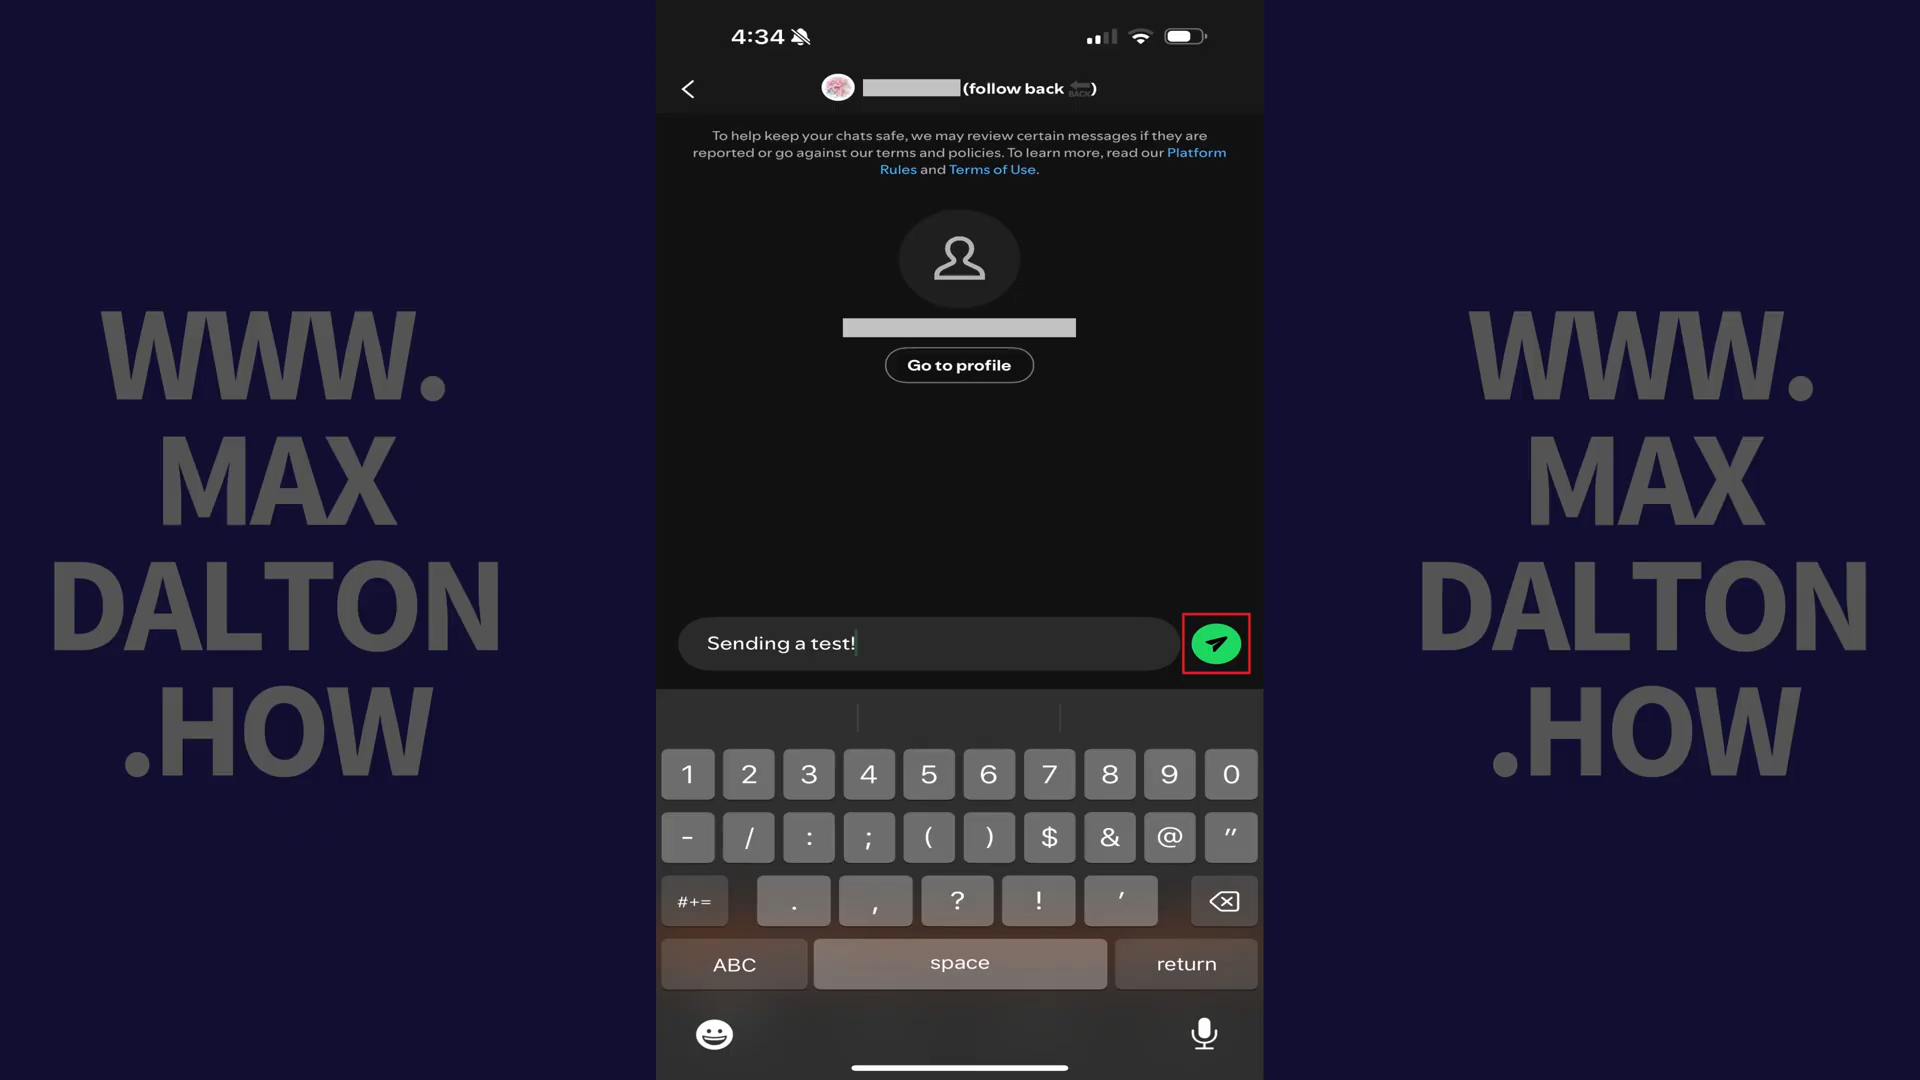 WWW.
MAX
DALTON
.HOW
4:34
(follow back BACK)
To help keep your chats safe, we may review certain messages if they are
reported or go against our terms and policies. To learn more, read our Platform
Rules and Terms of Use.
Go to profile
Sending a test!
1 2 3 4 5 6 7 8 9 0
- / : ; ( ) $ & @ "
#+= . , ? ! '
ABC space return
WWW.
MAX
DALTON
.HOW